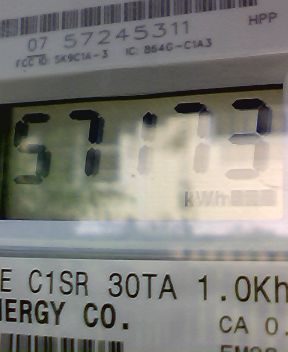 HPP
07 57245311
FCC ID: SK9C1A-3 IC: 864G-C1A3
57173
kWh
E C1SR 30TA 1.0Kh
NERGY CO.
CA 0.